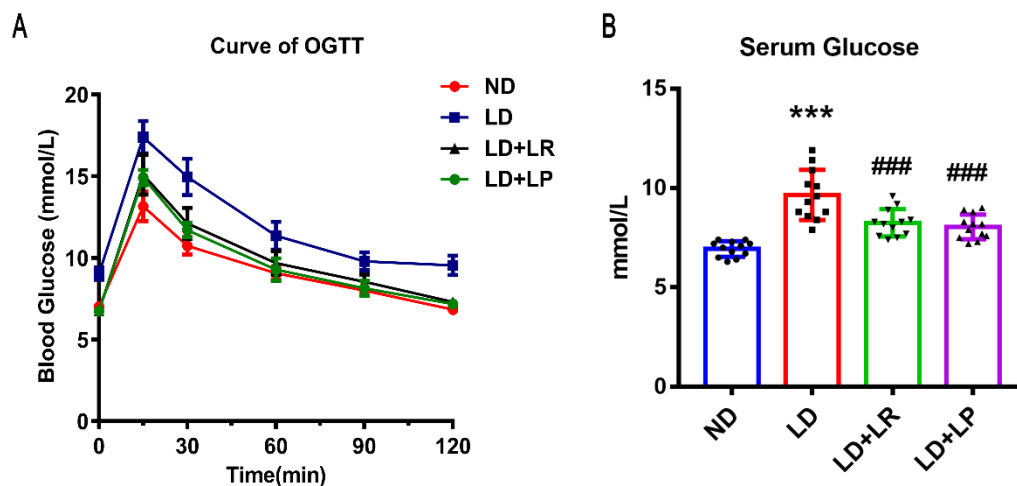 A
Curve of OGTT
ND
LD
LD+LR
LD+LP
Blood Glucose (mmol/L)
20
15
10
5
0
0 30 60 90 120
Time(min)
B
Serum Glucose
mmol/L
15
10
5
0
***
###
###
ND
LD
LD+LR
LD+LP